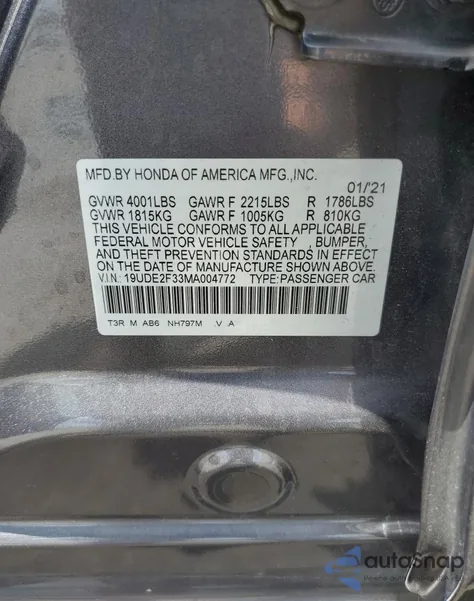 MFD.BY HONDA OF AMERICA MFG.,INC.
01/'21
GVWR 4001LBS GAWR F 2215LBS R 1786LBS
GVWR 1815KG GAWR F 1005KG R 810KG
THIS VEHICLE CONFORMS TO ALL APPLICABLE
FEDERAL MOTOR VEHICLE SAFETY , BUMPER,
AND THEFT PREVENTION STANDARDS IN EFFECT
ON THE DATE OF MANUFACTURE SHOWN ABOVE.
V.I.N: 19UDE2F33MA004772 TYPE:PASSENGER CAR
T3R M AB6 NH797M .V .A
autoSnap